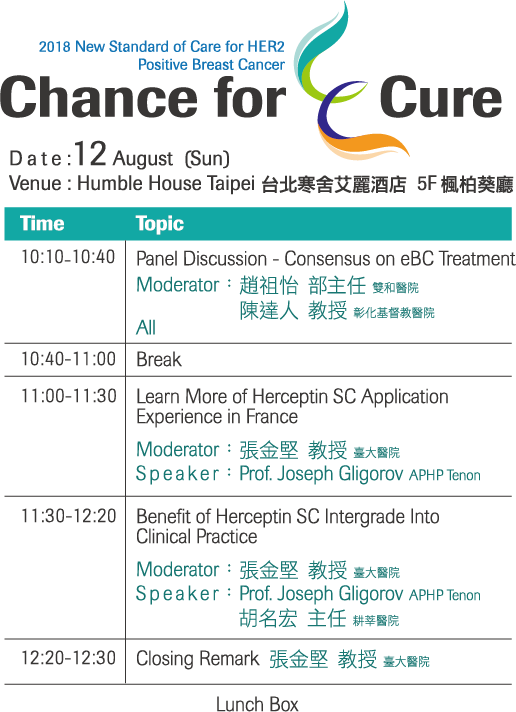 2018 New Standard of Care for HER2
Positive Breast Cancer
Chance for Cure
Date : 12 August (Sun)
Venue : Humble House Taipei 台北寒舍艾麗酒店 5F 楓柏葵廳
Time Topic
10:10-10:40 Panel Discussion - Consensus on eBC Treatment
Moderator : 趙祖怡 部主任 雙和醫院
陳達人 教授 彰化基督教醫院
All
10:40-11:00 Break
11:00-11:30 Learn More of Herceptin SC Application
Experience in France
Moderator : 張金堅 教授 臺大醫院
Speaker : Prof. Joseph Gligorov APHP Tenon
11:30-12:20 Benefit of Herceptin SC Intergrade Into
Clinical Practice
Moderator : 張金堅 教授 臺大醫院
Speaker : Prof. Joseph Gligorov APHP Tenon
胡名宏 主任 耕莘醫院
12:20-12:30 Closing Remark 張金堅 教授 臺大醫院
Lunch Box